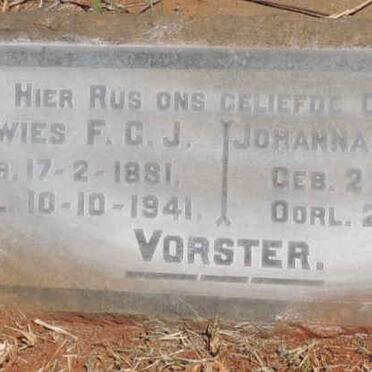 HIER RUS ONS GELIEFDE
WIES F.C.J. JOHANNA
17-2-1881. GEB. 2
10-10-1941. OORL. 2
VORSTER.